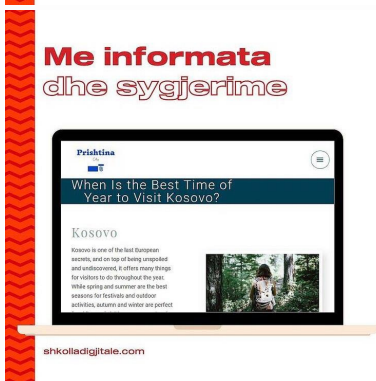 Me informata
dhe sygjerime
Prishtina
City
When Is the Best Time of
Year to Visit Kosovo?
Kosovo
Kosovo is one of the last European
secrets, and on top of being unspoiled
and undiscovered, it offers many things
for visitors to do throughout the year.
While spring and summer are the best
seasons for festivals and outdoor
activities, autumn and winter are perfect
shkolladigjitale.com